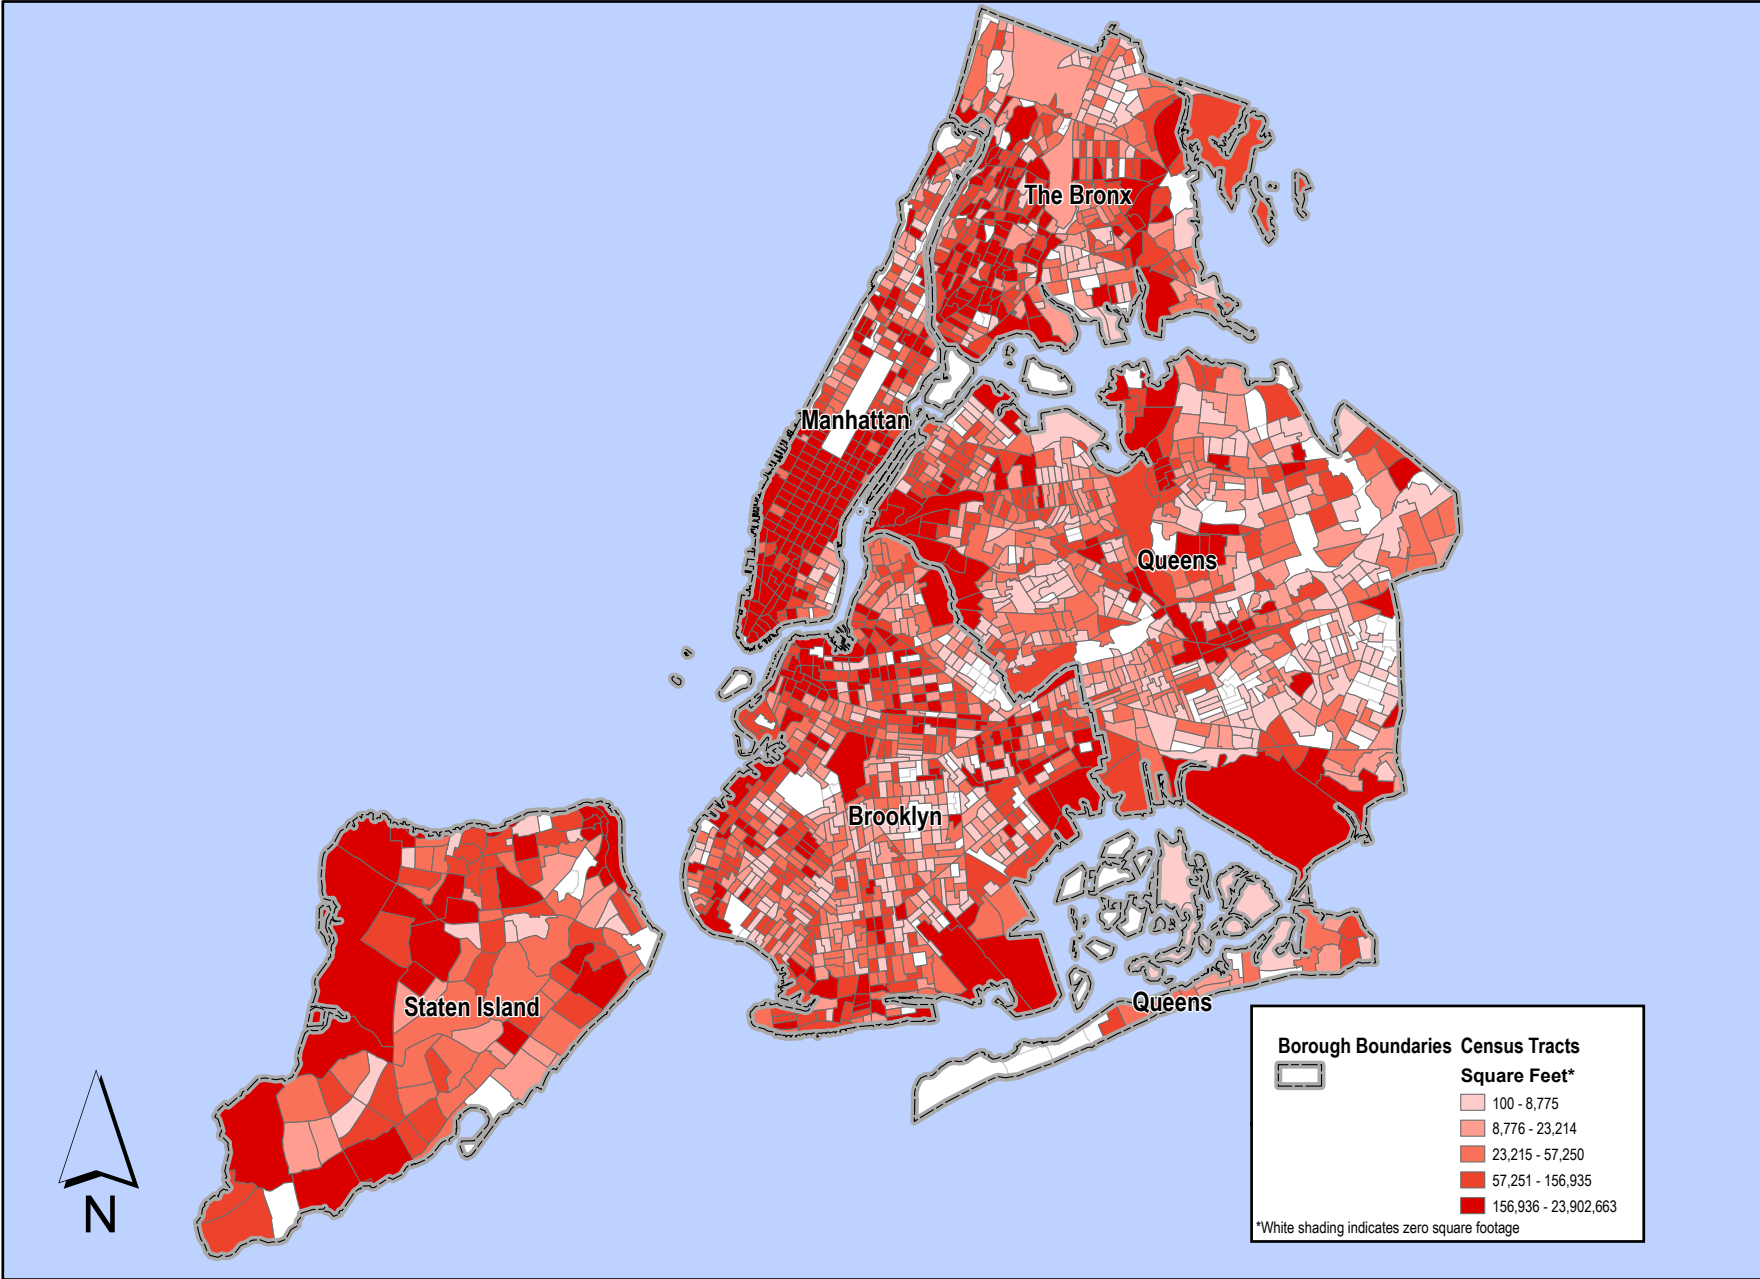 The Bronx
Manhattan
Queens
Brooklyn
Staten Island
Queens
N
Borough Boundaries Census Tracts
Square Feet*
100 - 8,775
8,776 - 23,214
23,215 - 57,250
57,251 - 156,935
156,936 - 23,902,663
*White shading indicates zero square footage